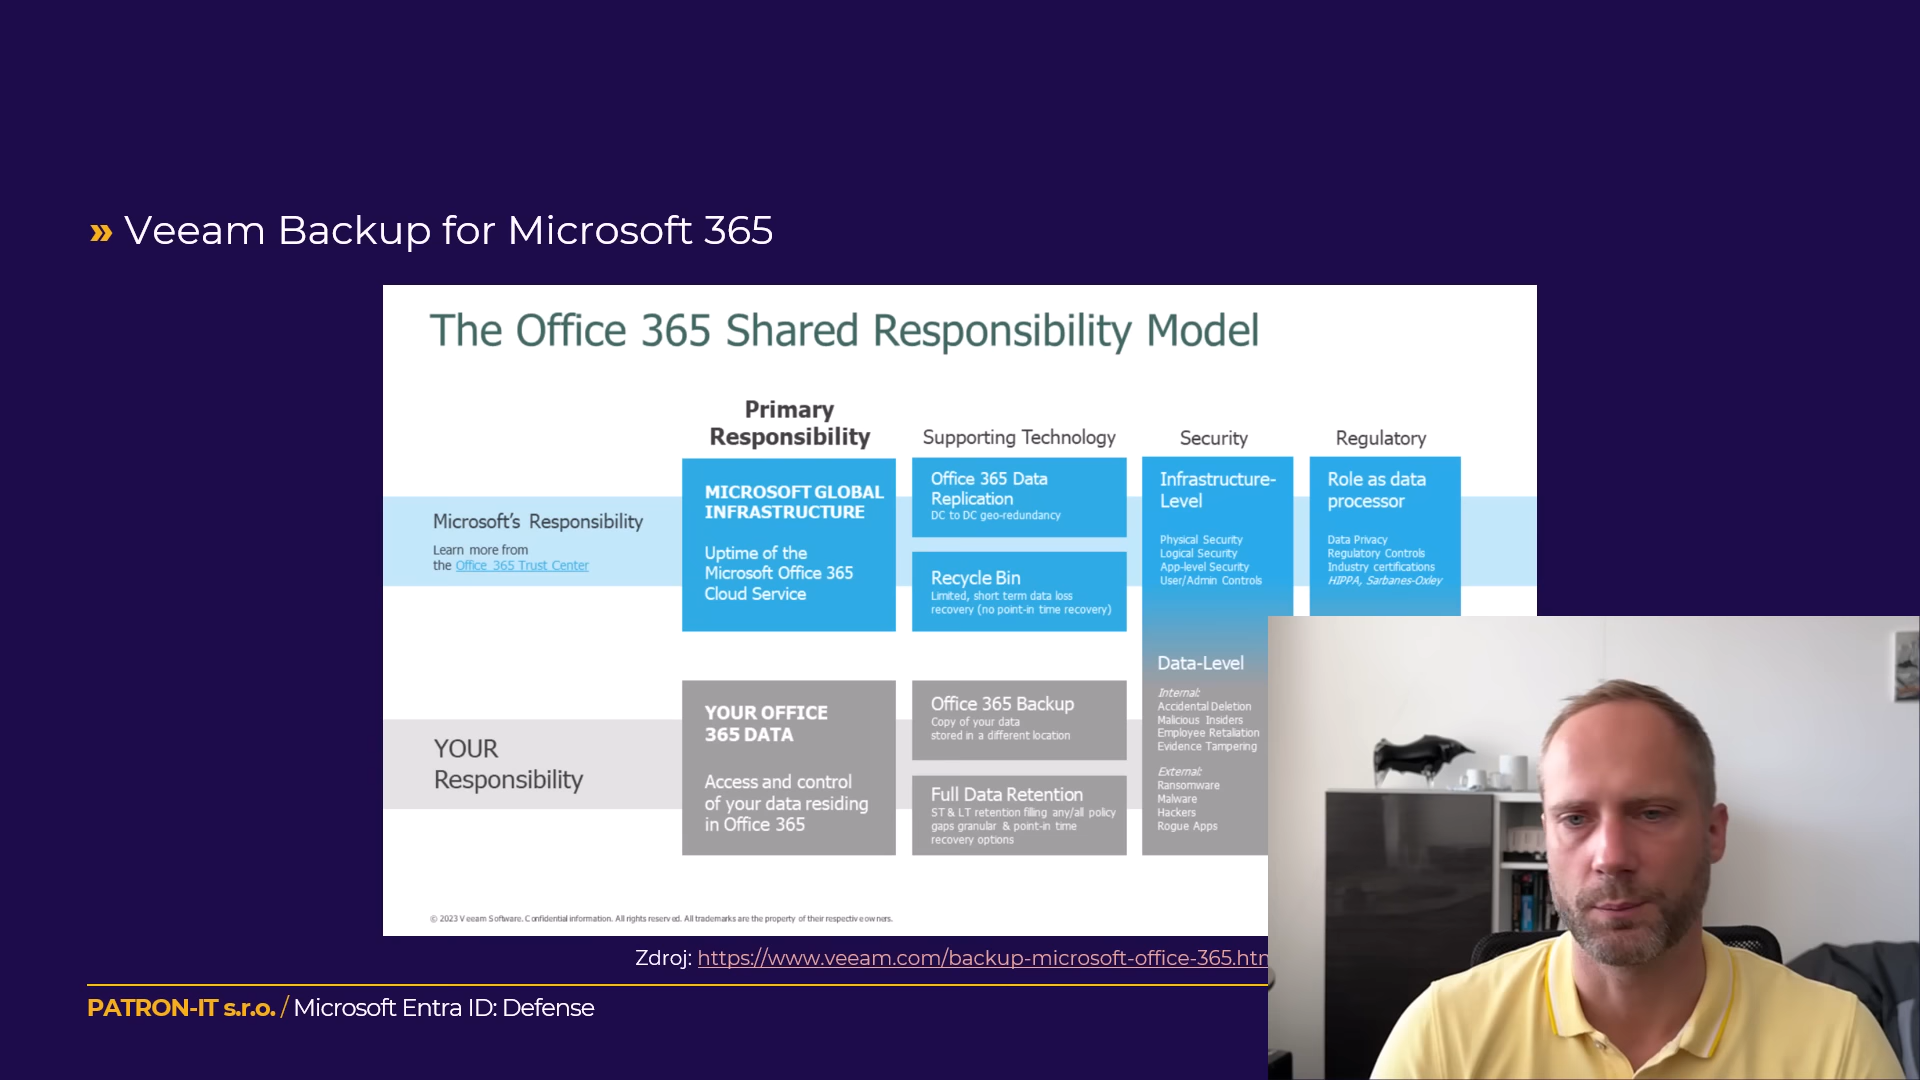 » Veeam Backup for Microsoft 365
The Office 365 Shared Responsibility Model
Primary
Responsibility
Supporting Technology
Security
Regulatory
Microsoft's Responsibility
Learn more from
the Office 365 Trust Center
MICROSOFT GLOBAL
INFRASTRUCTURE
Uptime of the
Microsoft Office 365
Cloud Service
Office 365 Data
Replication
DC to DC geo-redundancy
Recycle Bin
Limited, short term data loss
recovery (no point-in time recovery)
Infrastructure-
Level
Physical Security
Logical Security
App-level Security
User/Admin Controls
Role as data
processor
Data Privacy
Regulatory Controls
Industry certifications
HIPPA, Sarbanes-Oxley
YOUR
Responsibility
YOUR OFFICE
365 DATA
Access and control
of your data residing
in Office 365
Office 365 Backup
Copy of your data
stored in a different location
Full Data Retention
ST & LT retention filling any/all policy
gaps granular & point-in time
recovery options
Data-Level
Internal:
Accidental Deletion
Malicious Insiders
Employee Retaliation
Evidence Tampering
External:
Ransomware
Malware
Hackers
Rogue Apps
© 2023 Veeam Software. Confidential information. All rights reserved. All trademarks are the property of their respective owners.
Zdroj: https://www.veeam.com/backup-microsoft-office-365.htm
PATRON-IT s.r.o. / Microsoft Entra ID: Defense